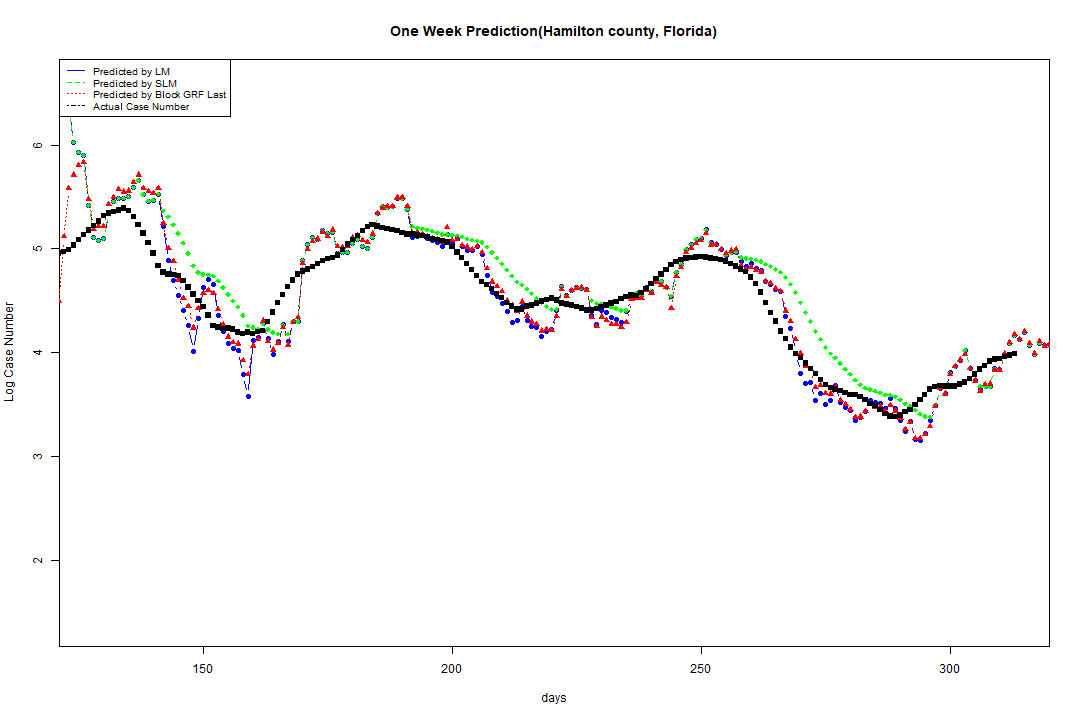 One Week Prediction(Hamilton county, Florida)
Predicted by LM
Predicted by SLM
Predicted by Block GRF Last
Actual Case Number
6
5
4
3
2
Log Case Number
150 200 250 300
days